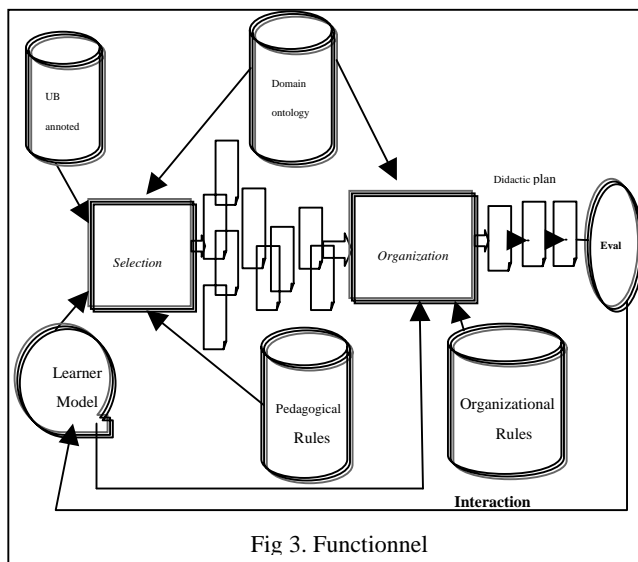 UB
annoted
Domain
ontology
Didactic plan
Selection
Organization
Eval
Learner
Model
Pedagogical
Rules
Organizational
Rules
Interaction
Fig 3. Functionnel